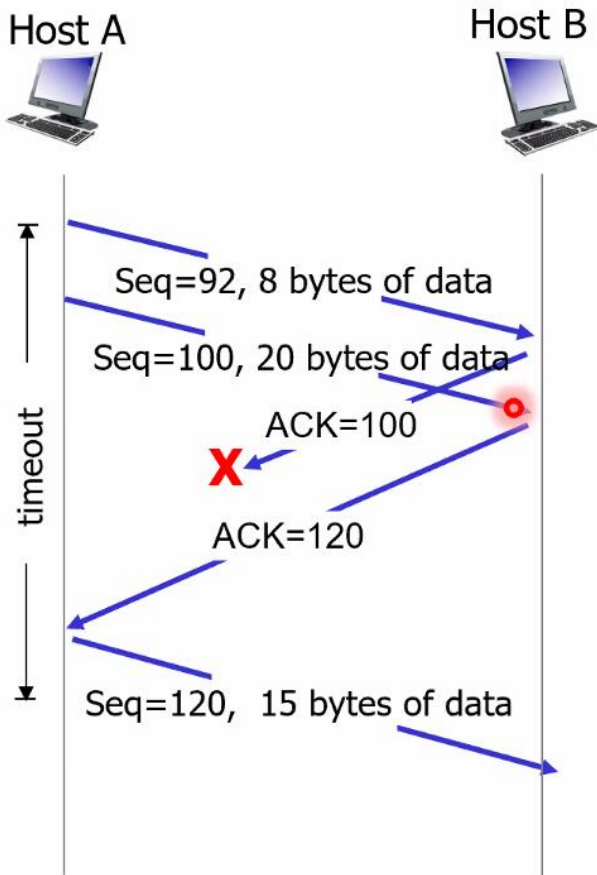 Host A
Host B
Seq=92, 8 bytes of data
Seq=100, 20 bytes of data
ACK=100
X
timeout
ACK=120
Seq=120,  15 bytes of data